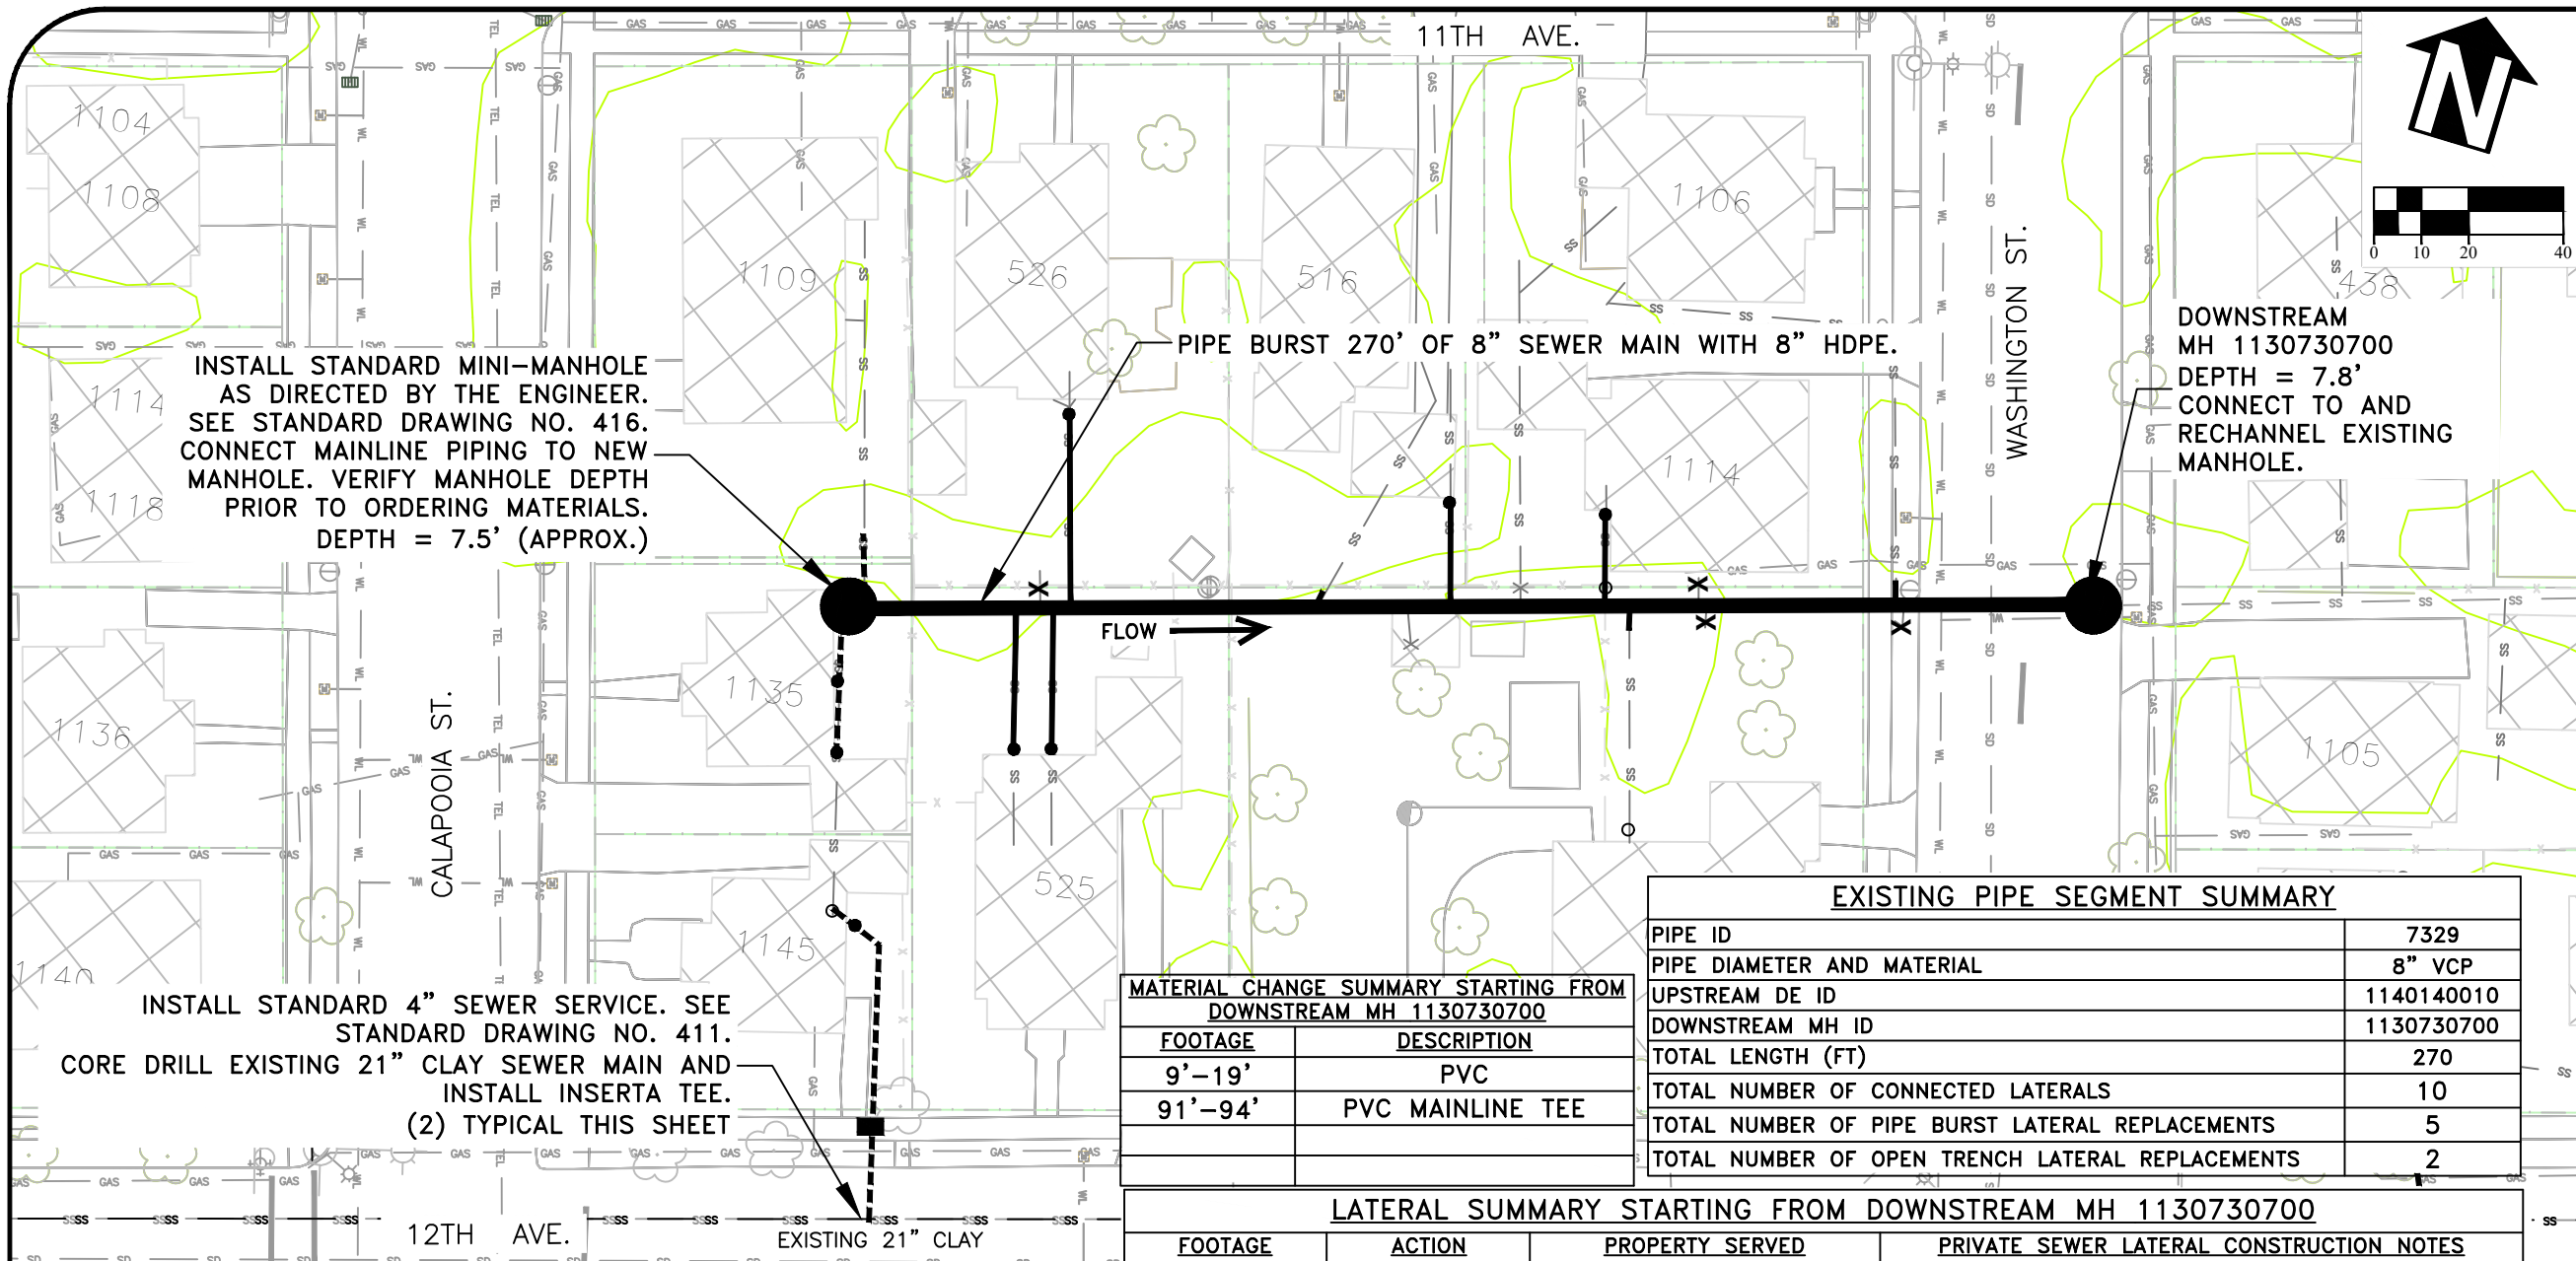 11TH AVE.
N
0 10 20 40
1104
1108
1109
526
516
1106
438
WASHINGTON ST.
PIPE BURST 270' OF 8" SEWER MAIN WITH 8" HDPE.
INSTALL STANDARD MINI-MANHOLE
AS DIRECTED BY THE ENGINEER.
SEE STANDARD DRAWING NO. 416.
CONNECT MAINLINE PIPING TO NEW
MANHOLE. VERIFY MANHOLE DEPTH
PRIOR TO ORDERING MATERIALS.
DEPTH = 7.5' (APPROX.)
DOWNSTREAM
MH 1130730700
DEPTH = 7.8'
CONNECT TO AND
RECHANNEL EXISTING
MANHOLE.
1114
1118
1114
FLOW
1136
CALAPOOIA ST.
1135
1105
525
1145
1140
INSTALL STANDARD 4" SEWER SERVICE. SEE
STANDARD DRAWING NO. 411.
CORE DRILL EXISTING 21" CLAY SEWER MAIN AND
INSTALL INSERTA TEE.
(2) TYPICAL THIS SHEET
12TH AVE.
EXISTING 21" CLAY
MATERIAL CHANGE SUMMARY STARTING FROM
DOWNSTREAM MH 1130730700
FOOTAGE DESCRIPTION
9'-19' PVC
91'-94' PVC MAINLINE TEE
EXISTING PIPE SEGMENT SUMMARY
PIPE ID 7329
PIPE DIAMETER AND MATERIAL 8" VCP
UPSTREAM DE ID 1140140010
DOWNSTREAM MH ID 1130730700
TOTAL LENGTH (FT) 270
TOTAL NUMBER OF CONNECTED LATERALS 10
TOTAL NUMBER OF PIPE BURST LATERAL REPLACEMENTS 5
TOTAL NUMBER OF OPEN TRENCH LATERAL REPLACEMENTS 2
LATERAL SUMMARY STARTING FROM DOWNSTREAM MH 1130730700
FOOTAGE ACTION PROPERTY SERVED PRIVATE SEWER LATERAL CONSTRUCTION NOTES